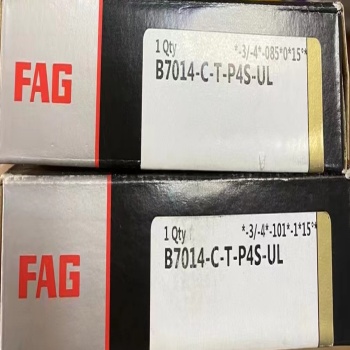 FAG
1 Qty *-3/-4*-085*0*15°*
B7014-C-T-P4S-UL
FAG
1 Qty *-3/-4*-101*-1*15°*
B7014-C-T-P4S-UL